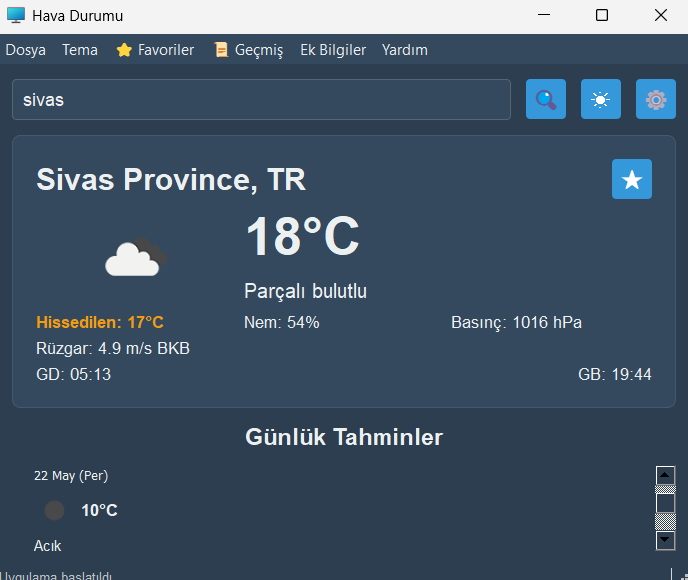 Hava Durumu
Dosya Tema Favoriler Geçmiş Ek Bilgiler Yardım
sivas
Sivas Province, TR
18°C
Parçalı bulutlu
Hissedilen: 17°C Nem: 54% Basınç: 1016 hPa
Rüzgar: 4.9 m/s BKB
GD: 05:13 GB: 19:44
Günlük Tahminler
22 May (Per)
10°C
Acık
Uygulama başlatıldı